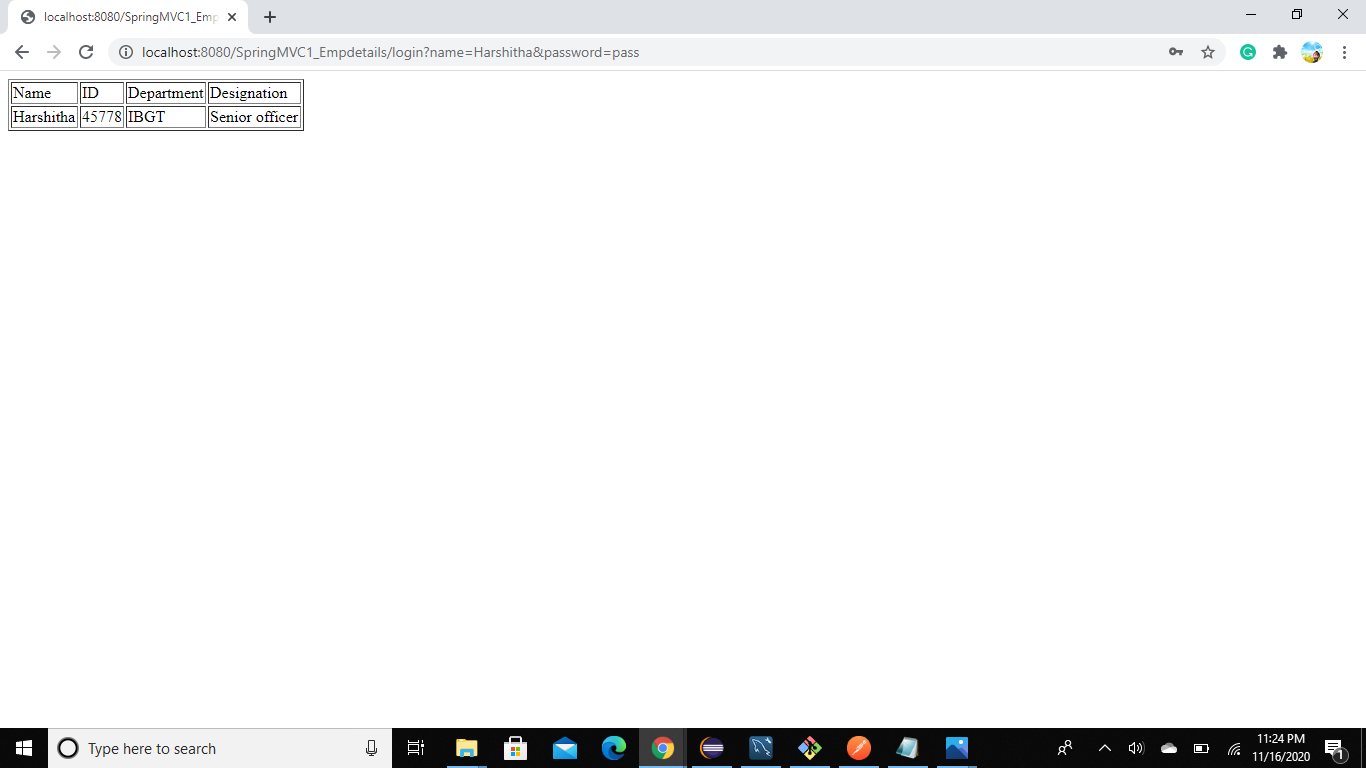 localhost:8080/SpringMVC1_Emp
localhost:8080/SpringMVC1_Empdetails/login?name=Harshitha&password=pass
Name ID Department Designation
Harshitha 45778 IBGT Senior officer
Type here to search
11:24 PM
11/16/2020
1